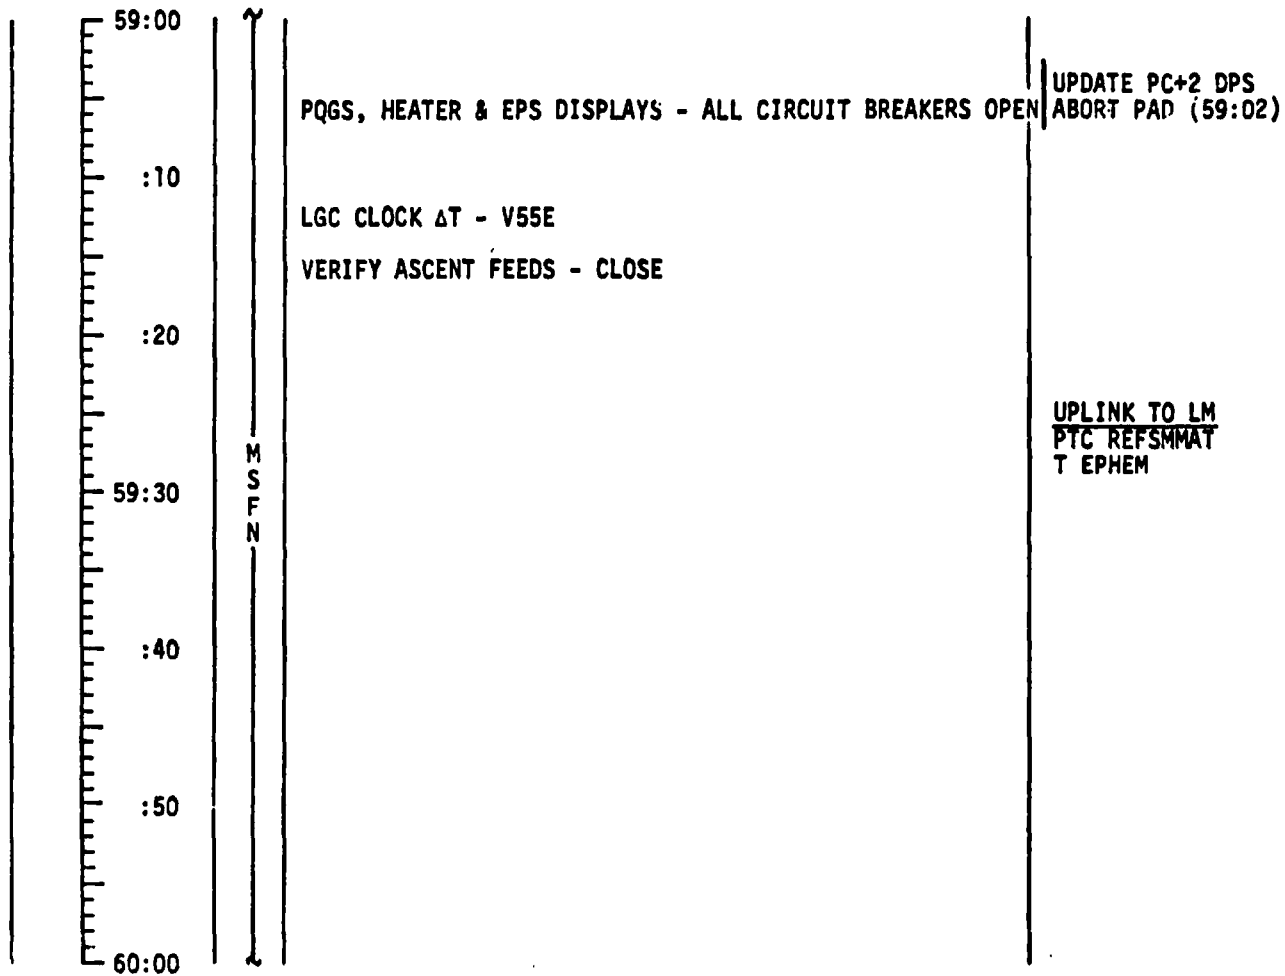 59:00
UPDATE PC+2 DPS
PQGS, HEATER & EPS DISPLAYS - ALL CIRCUIT BREAKERS OPEN ABORT PAD (59:02)
:10
LGC CLOCK ΔT - V55E
VERIFY ASCENT FEEDS - CLOSE
:20
UPLINK TO LM
PTC REFSMMAT
T EPHEM
MSFN
59:30
:40
:50
60:00